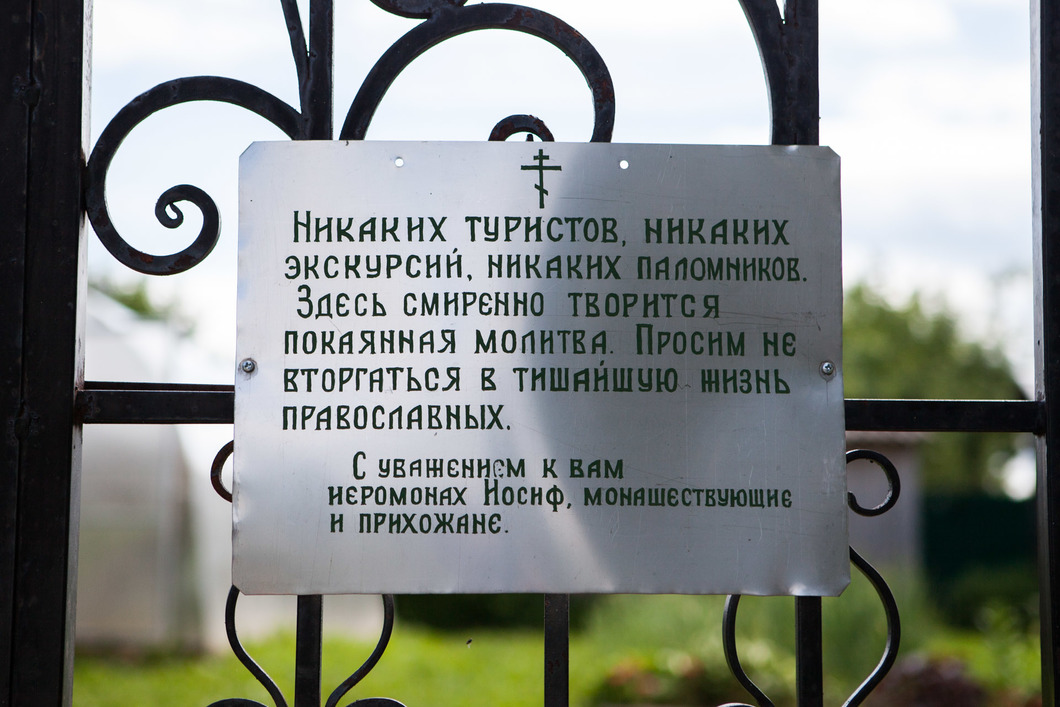 Никаких туристов, никаких
экскурсий, никаких паломников.
Здесь смиренно творится
покаянная молитва. Просим не
вторгаться в тишайшую жизнь
православных.
С уважением к вам
иеромонах Иосиф, монашествующие
и прихожане.